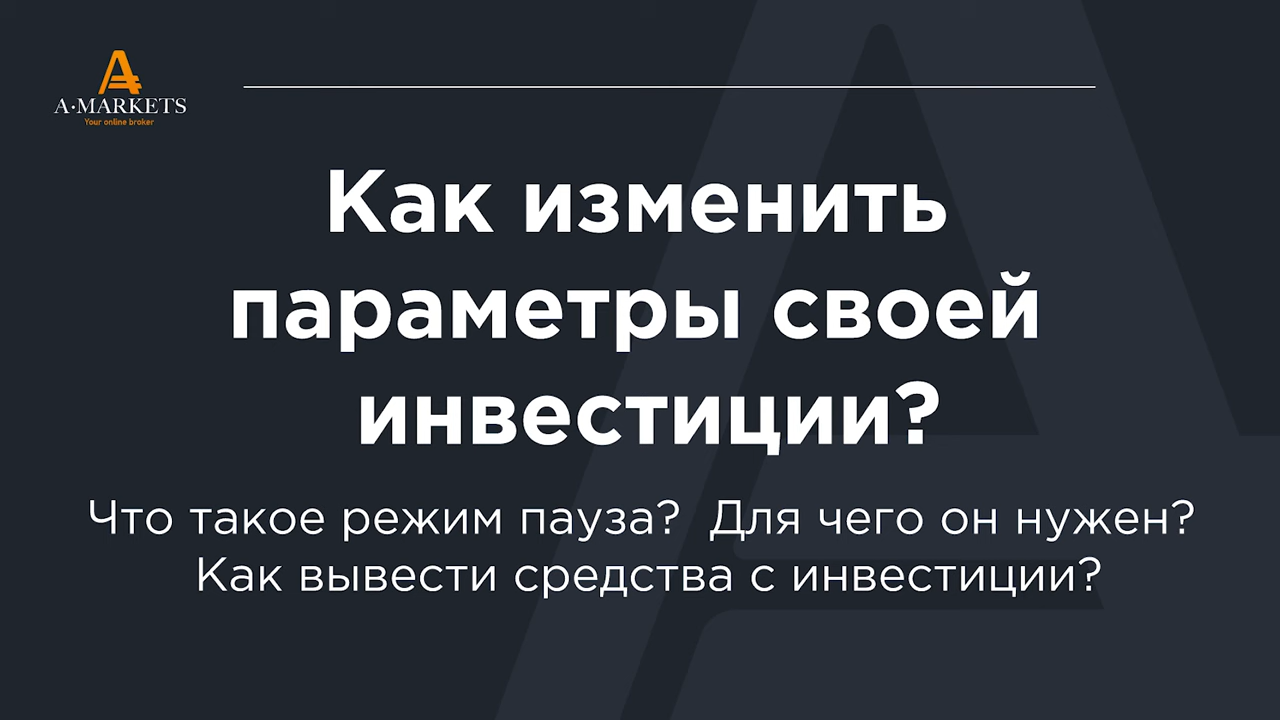 A·MARKETS
Your online broker
Как изменить
параметры своей
инвестиции?
Что такое режим пауза? Для чего он нужен?
Как вывести средства с инвестиции?